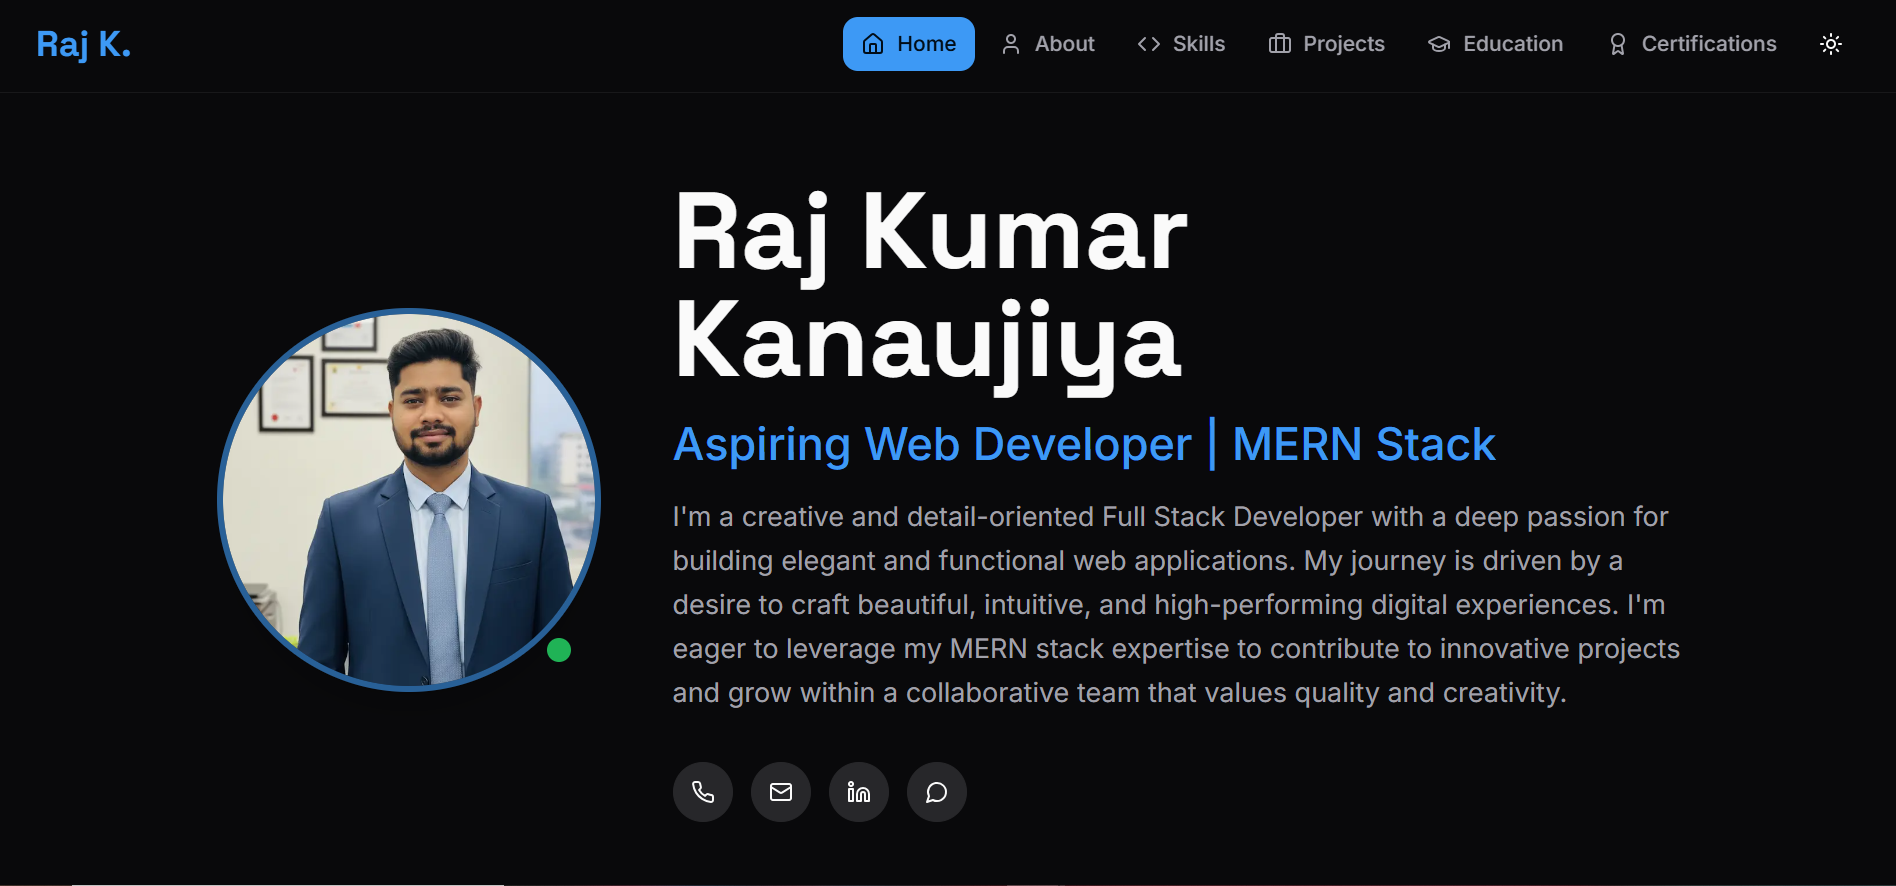 Raj K.
Home
About
Skills
Projects
Education
Certifications
Raj Kumar
Kanaujiya
Aspiring Web Developer | MERN Stack
I'm a creative and detail-oriented Full Stack Developer with a deep passion for
building elegant and functional web applications. My journey is driven by a
desire to craft beautiful, intuitive, and high-performing digital experiences. I'm
eager to leverage my MERN stack expertise to contribute to innovative projects
and grow within a collaborative team that values quality and creativity.
in